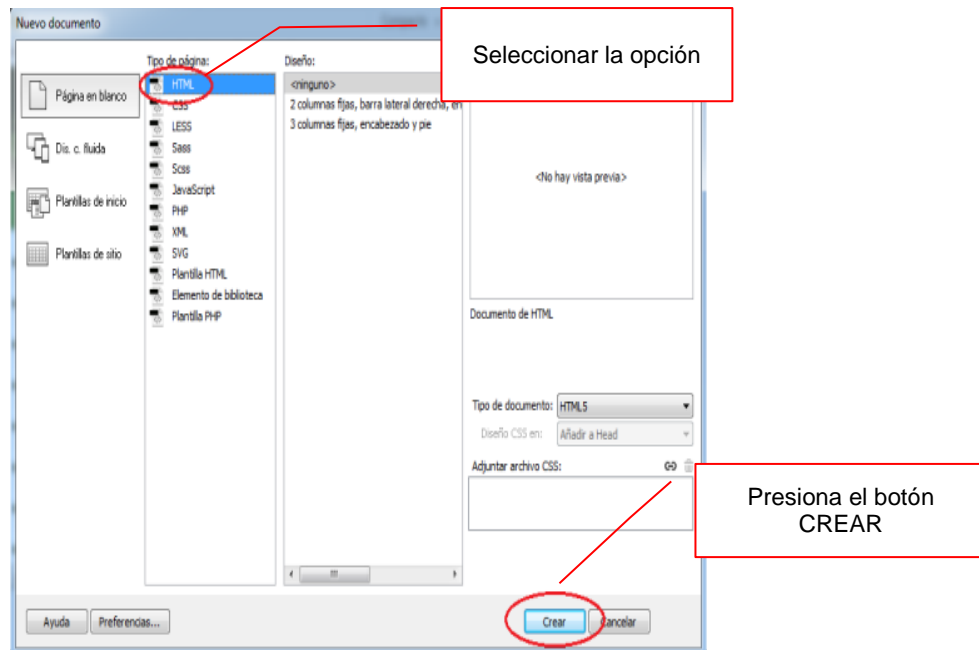 Nuevo documento
Seleccionar la opción
Tipo de página:
Diseño:
Página en blanco
Dis. c. fluida
Plantillas de inicio
Plantillas de sitio
HTML
CSS
LESS
Sass
Scss
JavaScript
PHP
XML
SVG
Plantilla HTML
Elemento de biblioteca
Plantilla PHP
<ninguno>
2 columnas fijas, barra lateral derecha, en
3 columnas fijas, encabezado y pie
<No hay vista previa>
Documento de HTML
Tipo de documento: HTML5
Diseño CSS en: Añadir a Head
Adjuntar archivo CSS:
Presiona el botón
CREAR
Ayuda
Preferencias...
Crear
Cancelar